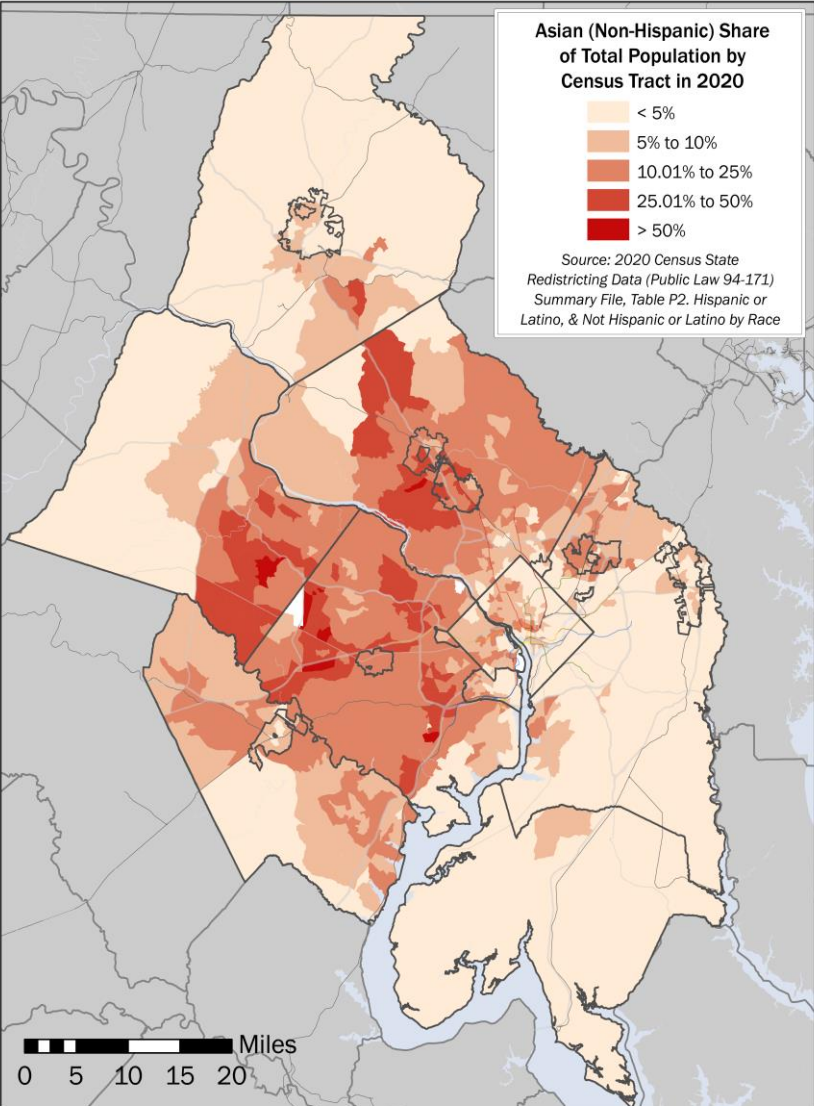 Asian (Non-Hispanic) Share
of Total Population by
Census Tract in 2020
< 5%
5% to 10%
10.01% to 25%
25.01% to 50%
> 50%
Source: 2020 Census State
Redistricting Data (Public Law 94-171)
Summary File, Table P2. Hispanic or
Latino, & Not Hispanic or Latino by Race
Miles
0 5 10 15 20